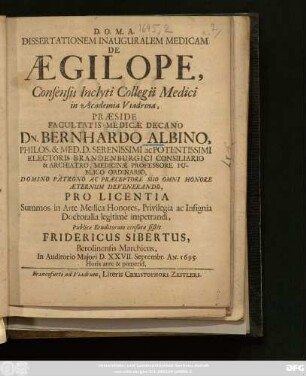 D. O. M. A.
DISSERTATIONEM INAUGURALEM MEDICAM
DE
ÆGILOPE,
Consensu Inclyti Collegii Medici
in Academia Viadrina,
PRÆSIDE
FACULTATIS MEDICÆ DECANO
DN. BERNHARDO ALBINO,
PHILOS. & MED. D. SERENISSIMI ac POTENTISSIMI
ELECTORIS BRANDENBURGICI CONSILIARIO
& ARCHIATRO, MEDICINÆ PROFESSORE PU-
BLICO ORDINARIO,
DOMINO PATRONO AC PRÆCEPTORE SUO OMNI HONORE
ÆTERNUM DEVENERANDO,
PRO LICENTIA
Summos in Arte Medica Honores, Privilegia ac Insignia
Doctoralia legitimè impetrandi,
Publicæ Eruditorum censuræ sistit
FRIDERICUS SIBERTUS,
Berolinensis Marchicus,
In Auditorio Majori D. XXVII. Septembr. AN. 1695.
Horis ante & pomerid.
Francofurti ad Viadrum, Literis CHRISTOPHORI ZEITLERI.